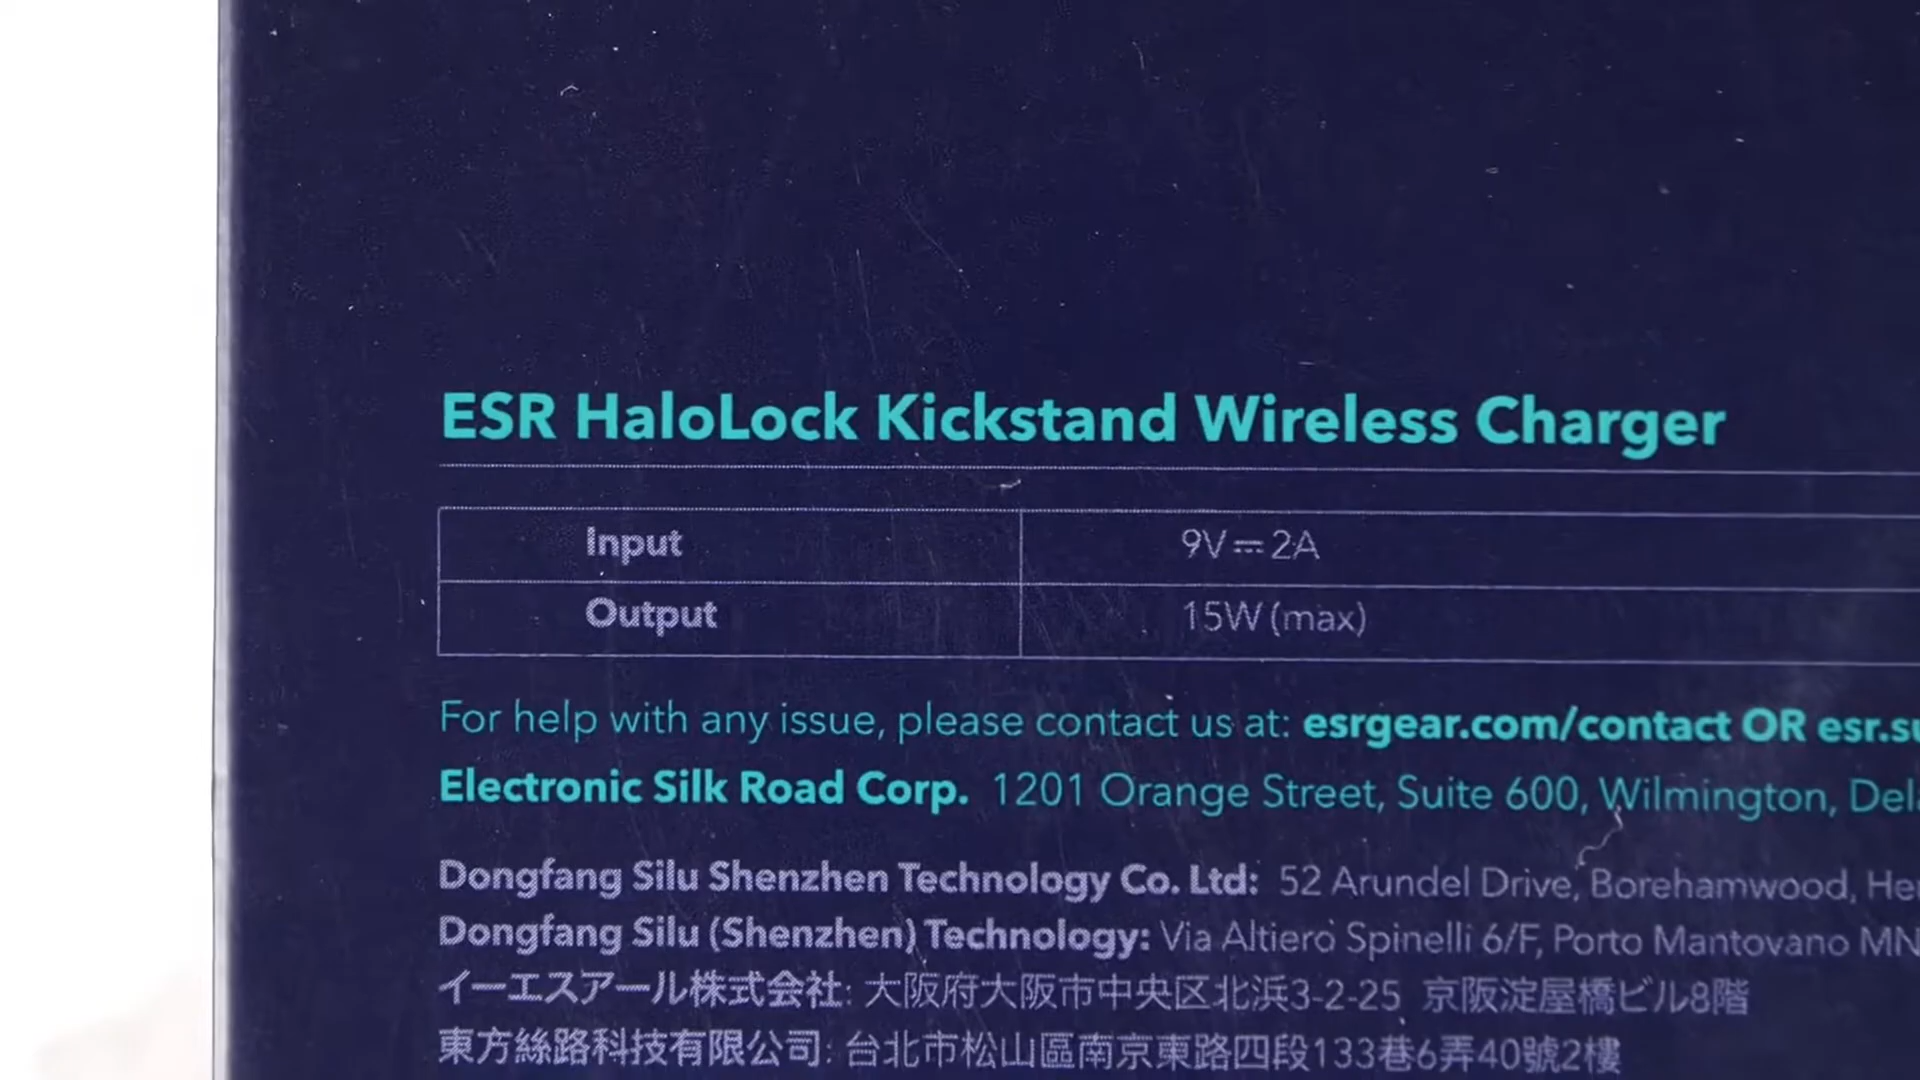 ESR HaloLock Kickstand Wireless Charger
Input 9V⎓2A
Output 15W (max)
For help with any issue, please contact us at: esrgear.com/contact OR
Electronic Silk Road Corp. 1201 Orange Street, Suite 600, Wilmington,
Dongfang Silu Shenzhen Technology Co. Ltd: 52 Arundel Drive, Borehamwood,
Dongfang Silu (Shenzhen) Technology: Via Altiero Spinelli 6/F, Porto Mantovano MN
イーエスアール株式会社: 大阪府大阪市中央区北浜3-2-25 京阪淀屋橋ビル8階
東方絲路科技有限公司: 台北市松山區南京東路四段133巷6弄40號2樓